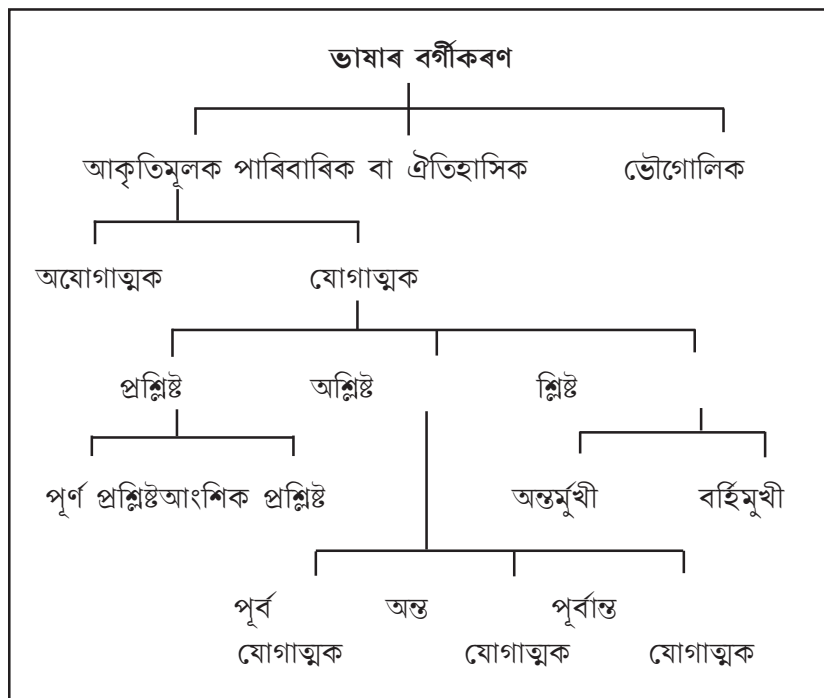 ভাষাৰ বৰ্গীকৰণ
আকৃতিমূলক পাৰিবাৰিক বা ঐতিহাসিক ভৌগোলিক
অযোগাত্মক যোগাত্মক
প্ৰশ্লিষ্ট অশ্লিষ্ট শ্লিষ্ট
পূৰ্ণ প্ৰশ্লিষ্টআংশিক প্ৰশ্লিষ্ট অন্তৰ্মুখী বৰ্হিমুখী
পূৰ্ব অন্ত পূৰ্বান্ত
যোগাত্মক যোগাত্মক যোগাত্মক